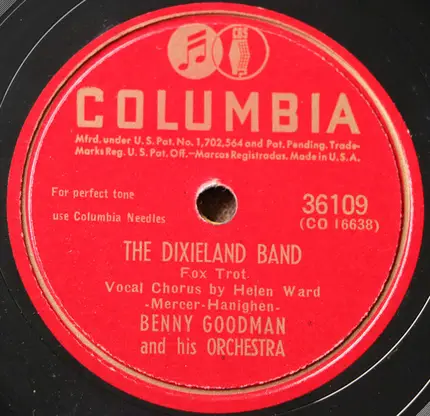 CBS
COLUMBIA
Mfrd. under U.S. Pat. No. 1,702,564 and Pat. Pending. Trade-
Marks Reg. U.S. Pat. Off.—Marcas Registradas. Made in U.S.A.
For perfect tone
use Columbia Needles
36109
(CO 16638)
THE DIXIELAND BAND
Fox Trot
Vocal Chorus by Helen Ward
-Mercer-Hanighen-
BENNY GOODMAN
and his ORCHESTRA